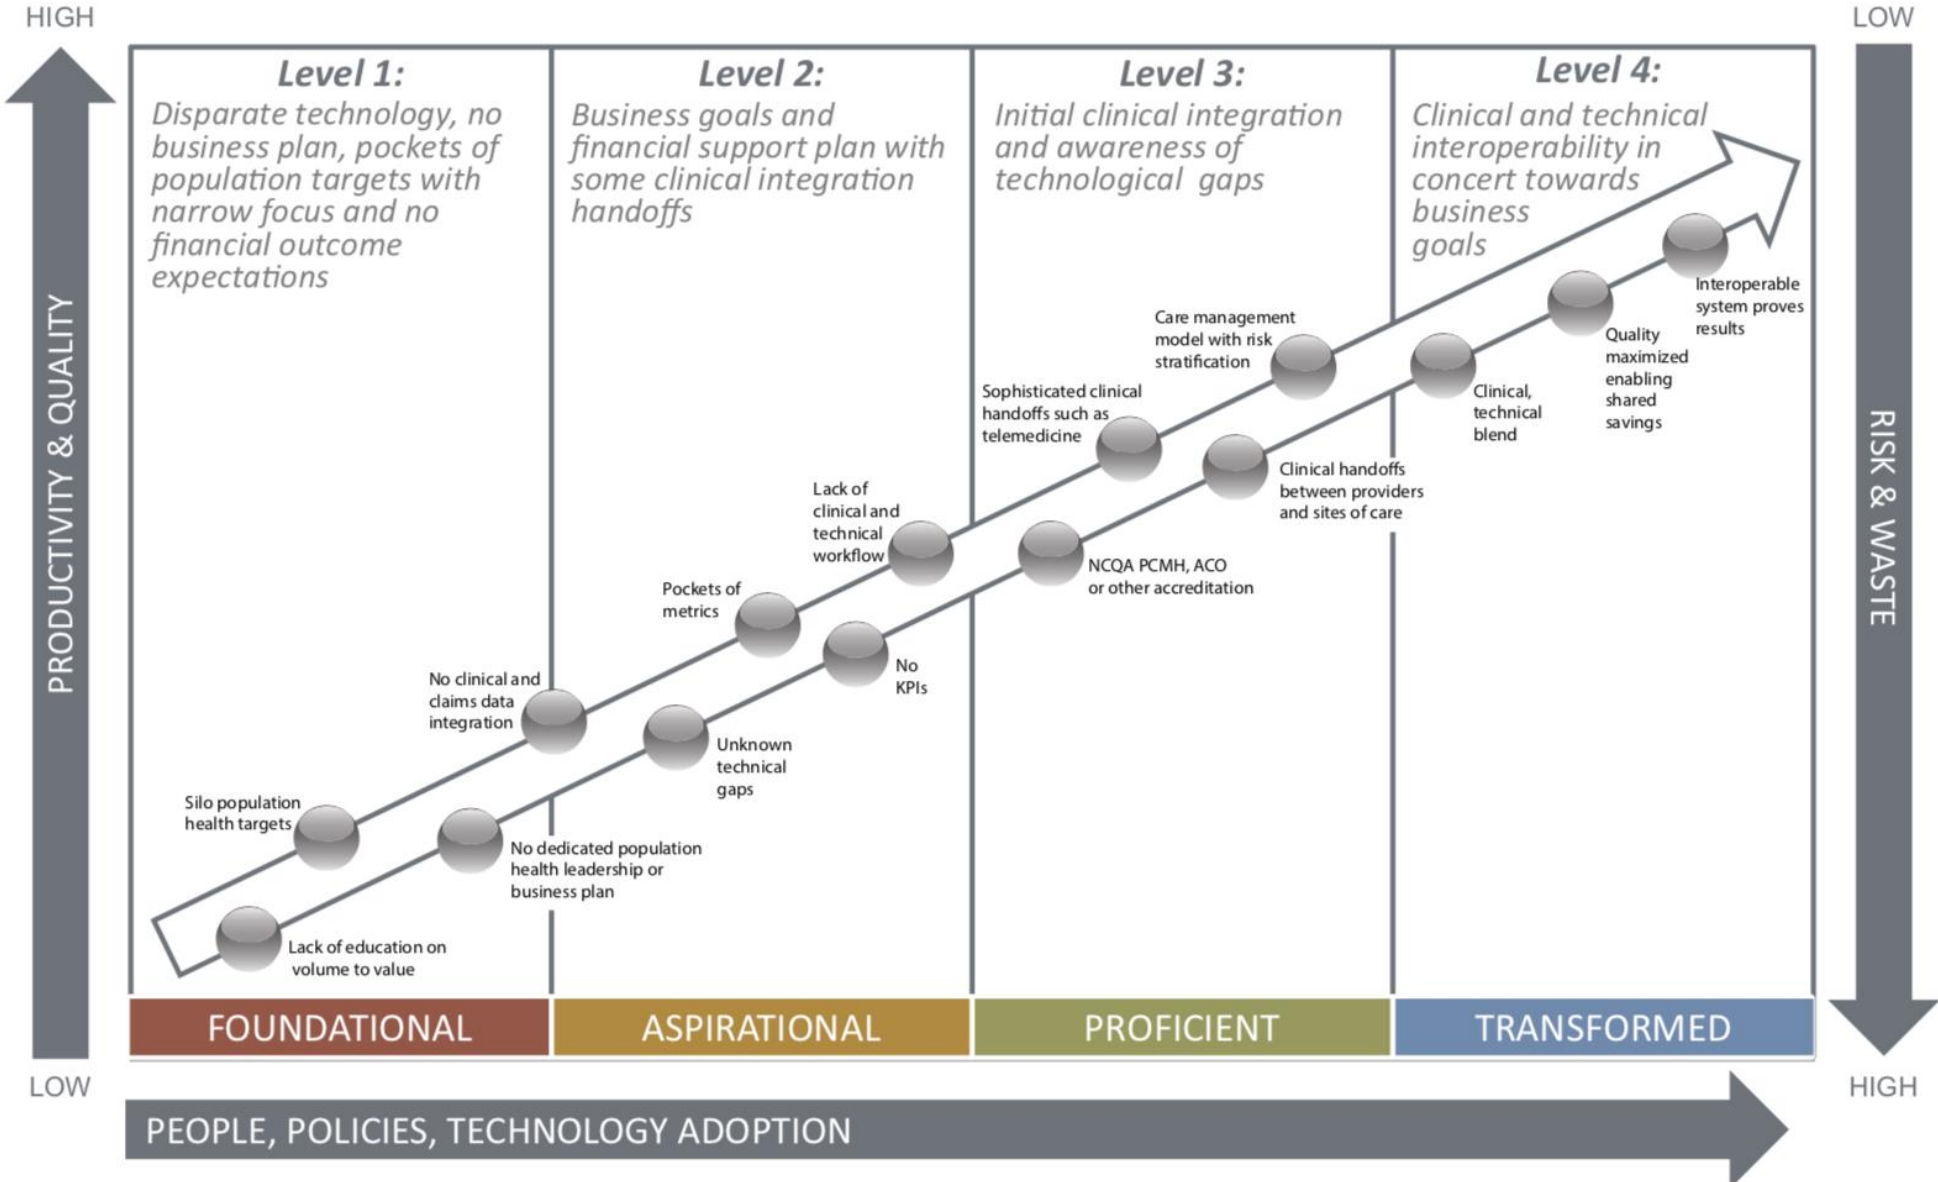 HIGH
LOW
Level 1:
Disparate technology, no
business plan, pockets of
population targets with
narrow focus and no
financial outcome
expectations
Level 2:
Business goals and
financial support plan with
some clinical integration
handoffs
Level 3:
Initial clinical integration
and awareness of
technological gaps
Level 4:
Clinical and technical
interoperability in
concert towards
business
goals
PRODUCTIVITY & QUALITY
RISK & WASTE
Interoperable
system proves
results
Quality
maximized
enabling
shared
savings
Care management
model with risk
stratification
Clinical,
technical
blend
Sophisticated clinical
handoffs such as
telemedicine
Clinical handoffs
between providers
and sites of care
Lack of
clinical and
technical
workflow
NCQA PCMH, ACO
or other accreditation
Pockets of
metrics
No
KPIs
No clinical and
claims data
integration
Unknown
technical
gaps
Silo population
health targets
No dedicated population
health leadership or
business plan
Lack of education on
volume to value
FOUNDATIONAL
ASPIRATIONAL
PROFICIENT
TRANSFORMED
LOW
HIGH
PEOPLE, POLICIES, TECHNOLOGY ADOPTION